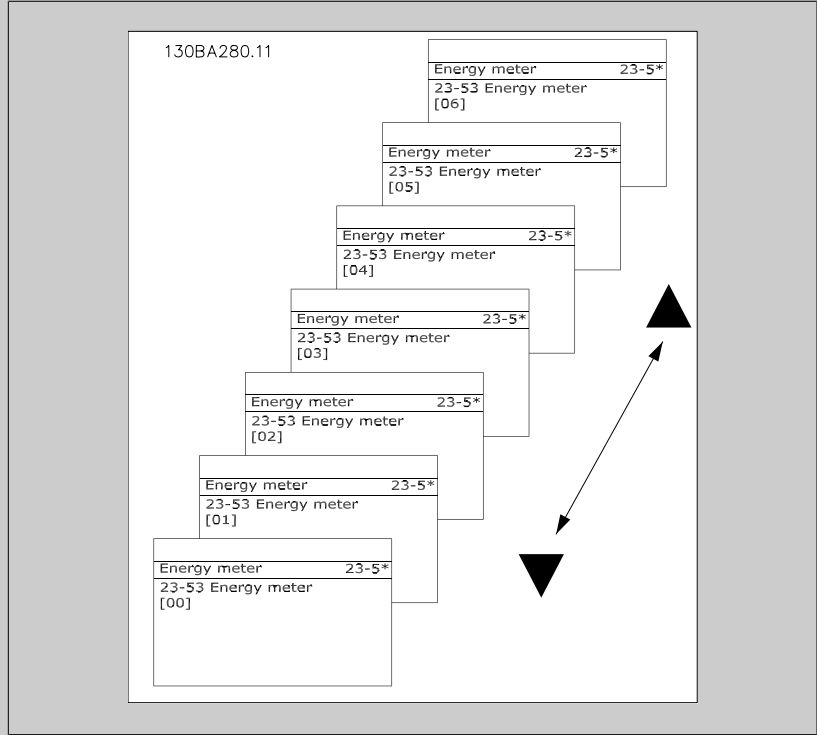 130BA280.11
Energy meter 23-5*
23-53 Energy meter
[06]
Energy meter 23-5*
23-53 Energy meter
[05]
Energy meter 23-5*
23-53 Energy meter
[04]
Energy meter 23-5*
23-53 Energy meter
[03]
Energy meter 23-5*
23-53 Energy meter
[02]
Energy meter 23-5*
23-53 Energy meter
[01]
Energy meter 23-5*
23-53 Energy meter
[00]